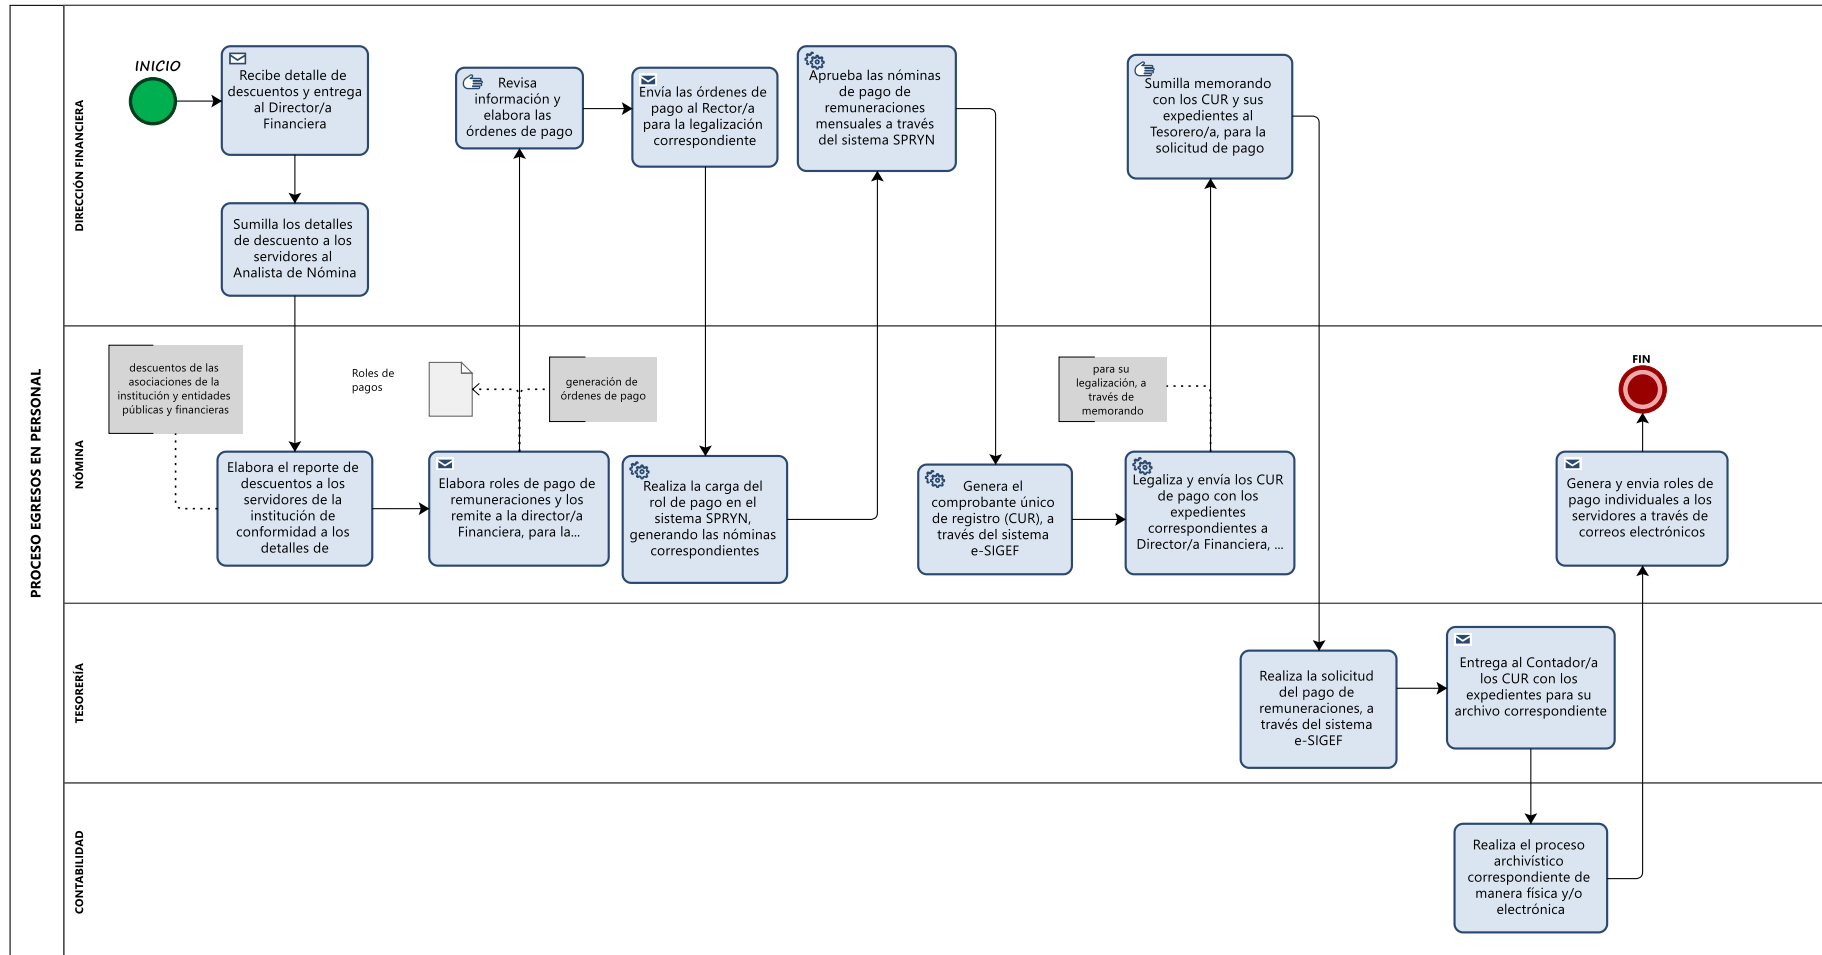 PROCESO EGRESOS EN PERSONAL
DIRECCIÓN FINANCIERA
INICIO
Recibe detalle de
descuentos y entrega
al Director/a
Financiera
Sumilla los detalles
de descuento a los
servidores al
Analista de Nómina
Revisa
información y
elabora las
órdenes de pago
Envía las órdenes de
pago al Rector/a
para la legalización
correspondiente
Aprueba las nóminas
de pago de
remuneraciones
mensuales a través
del sistema SPRYN
Sumilla memorando
con los CUR y sus
expedientes al
Tesorero/a, para la
solicitud de pago
NÓMINA
descuentos de las
asociaciones de la
institución y entidades
públicas y financieras
Elabora el reporte de
descuentos a los
servidores de la
institución de
conformidad a los
detalles de
Roles de
pagos
generación de
órdenes de pago
Elabora roles de pago de
remuneraciones y los
remite a la director/a
Financiera, para la...
Realiza la carga del
rol de pago en el
sistema SPRYN,
generando las nóminas
correspondientes
Genera el
comprobante único
de registro (CUR), a
través del sistema
e-SIGEF
para su
legalización, a
través de
memorando
Legaliza y envía los CUR
de pago con los
expedientes
correspondientes a
Director/a Financiera, ...
FIN
Genera y envia roles de
pago individuales a los
servidores a través de
correos electrónicos
TESORERÍA
Realiza la solicitud
del pago de
remuneraciones, a
través del sistema
e-SIGEF
Entrega al Contador/a
los CUR con los
expedientes para su
archivo correspondiente
CONTABILIDAD
Realiza el proceso
archivístico
correspondiente de
manera física y/o
electrónica